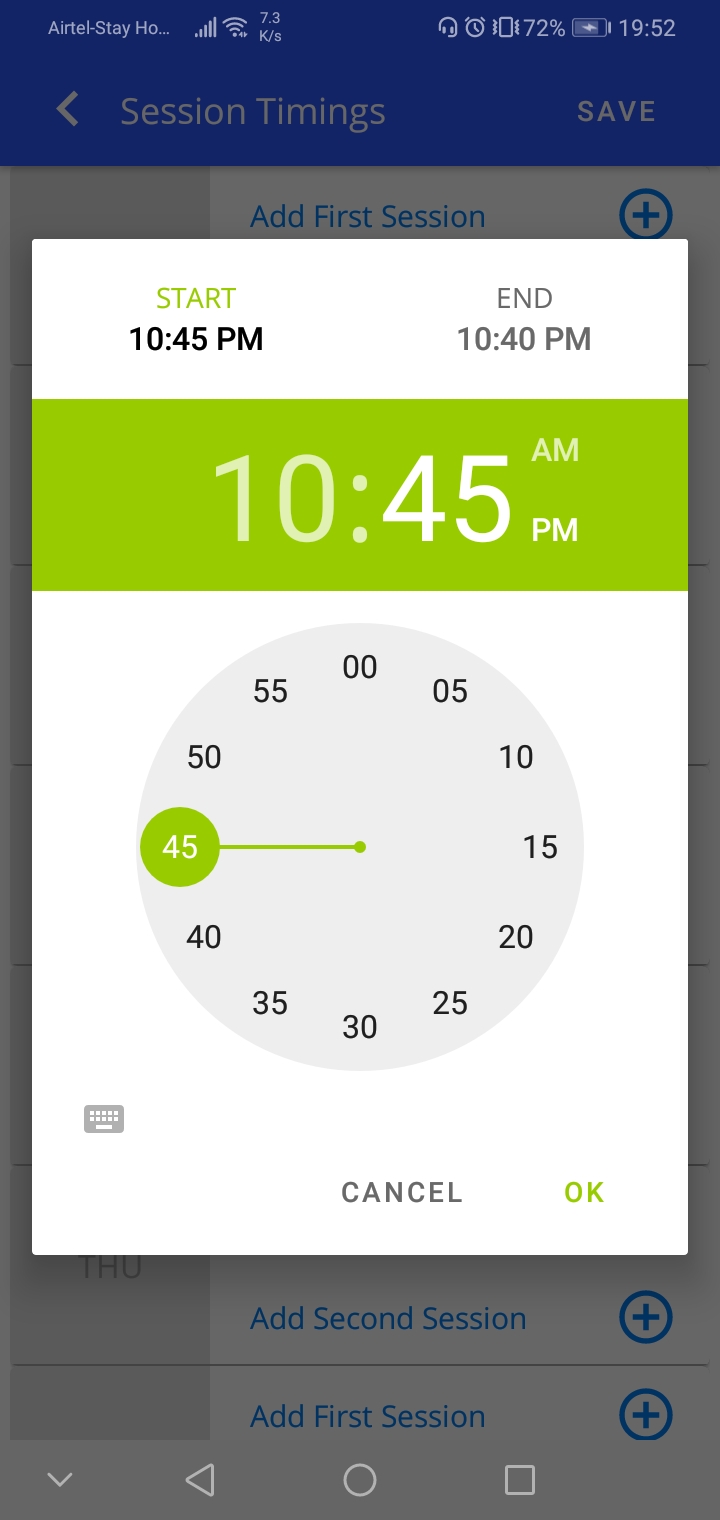 Airtel-Stay Ho... 7.3 K/s 72% 19:52
Session Timings SAVE
Add First Session
START END
10:45 PM 10:40 PM
10:45 AM PM
00
55 05
50 10
45 15
40 20
35 25
30
CANCEL OK
THU
Add Second Session
Add First Session